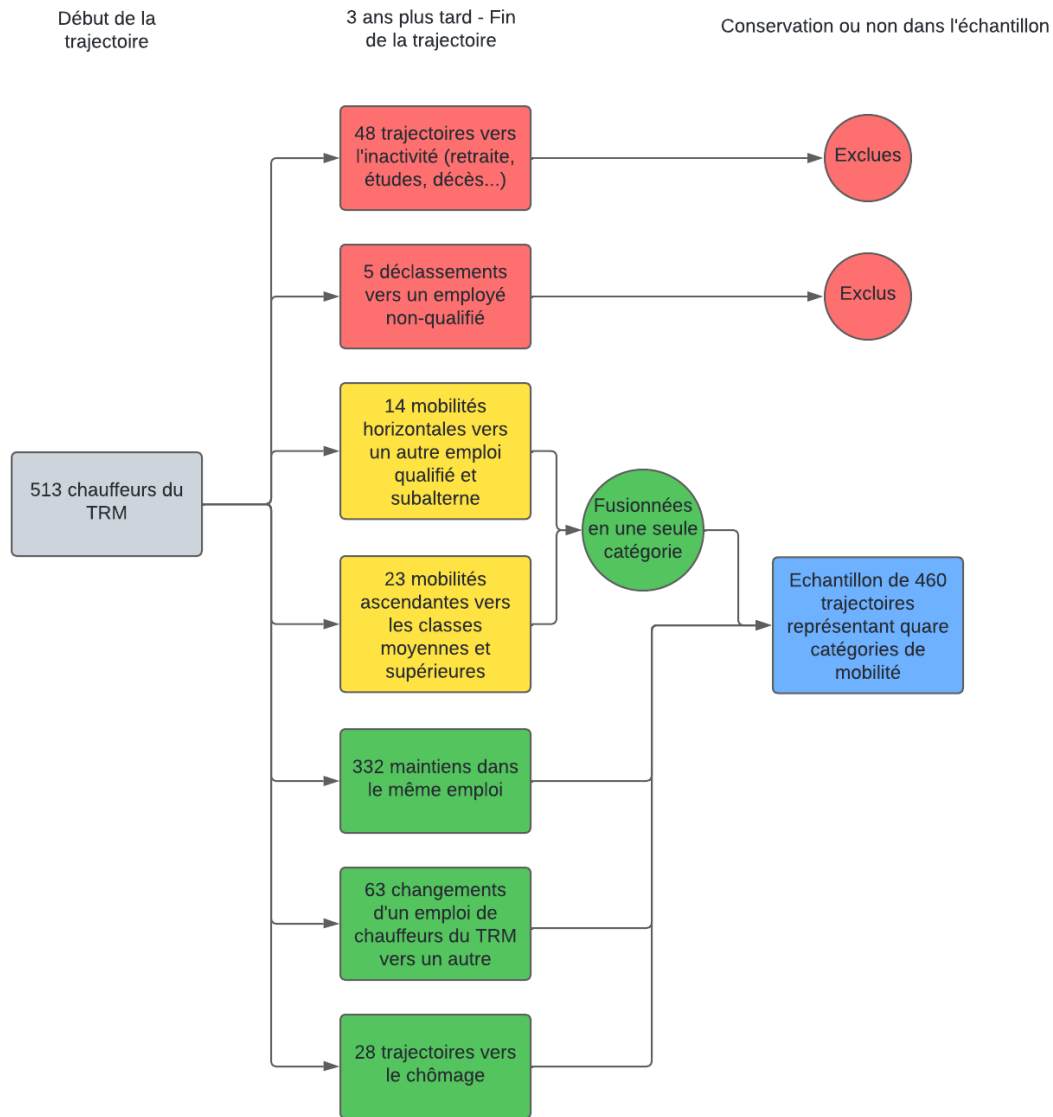 Début de la
trajectoire
3 ans plus tard - Fin
de la trajectoire
Conservation ou non dans l'échantillon
48 trajectoires vers
l'inactivité (retraite,
études, décès...)
Exclues
5 déclassements
vers un employé
non-qualifié
Exclus
14 mobilités
horizontales vers
un autre emploi
qualifié et
subalterne
513 chauffeurs du
TRM
Fusionnées
en une seule
catégorie
23 mobilités
ascendantes vers
les classes
moyennes et
supérieures
Echantillon de 460
trajectoires
représentant quare
catégories de
mobilité
332 maintiens dans
le même emploi
63 changements
d'un emploi de
chauffeurs du TRM
vers un autre
28 trajectoires vers
le chômage